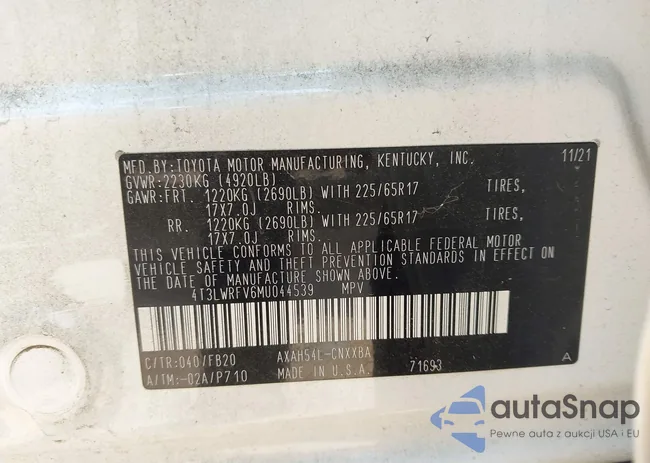 MFD.BY:TOYOTA MOTOR MANUFACTURING, KENTUCKY, INC. 11/21
GVWR:2230KG (4920LB)
GAWR:FRT. 1220KG (2690LB) WITH 225/65R17 TIRES,
17X7.0J RIMS.
RR. 1220KG (2690LB) WITH 225/65R17 TIRES,
17X7.0J RIMS.
THIS VEHICLE CONFORMS TO ALL APPLICABLE FEDERAL MOTOR
VEHICLE SAFETY AND THEFT PREVENTION STANDARDS IN EFFECT ON
THE DATE OF MANUFACTURE SHOWN ABOVE.
4T3LWRFV6MU044539 MPV
C/TR:040/FB20 AXAH54L-CNXXBA
A/TM:-02A/P710 MADE IN U.S.A. 71693 A
autaSnap
Pewne auta z aukcji USA i EU